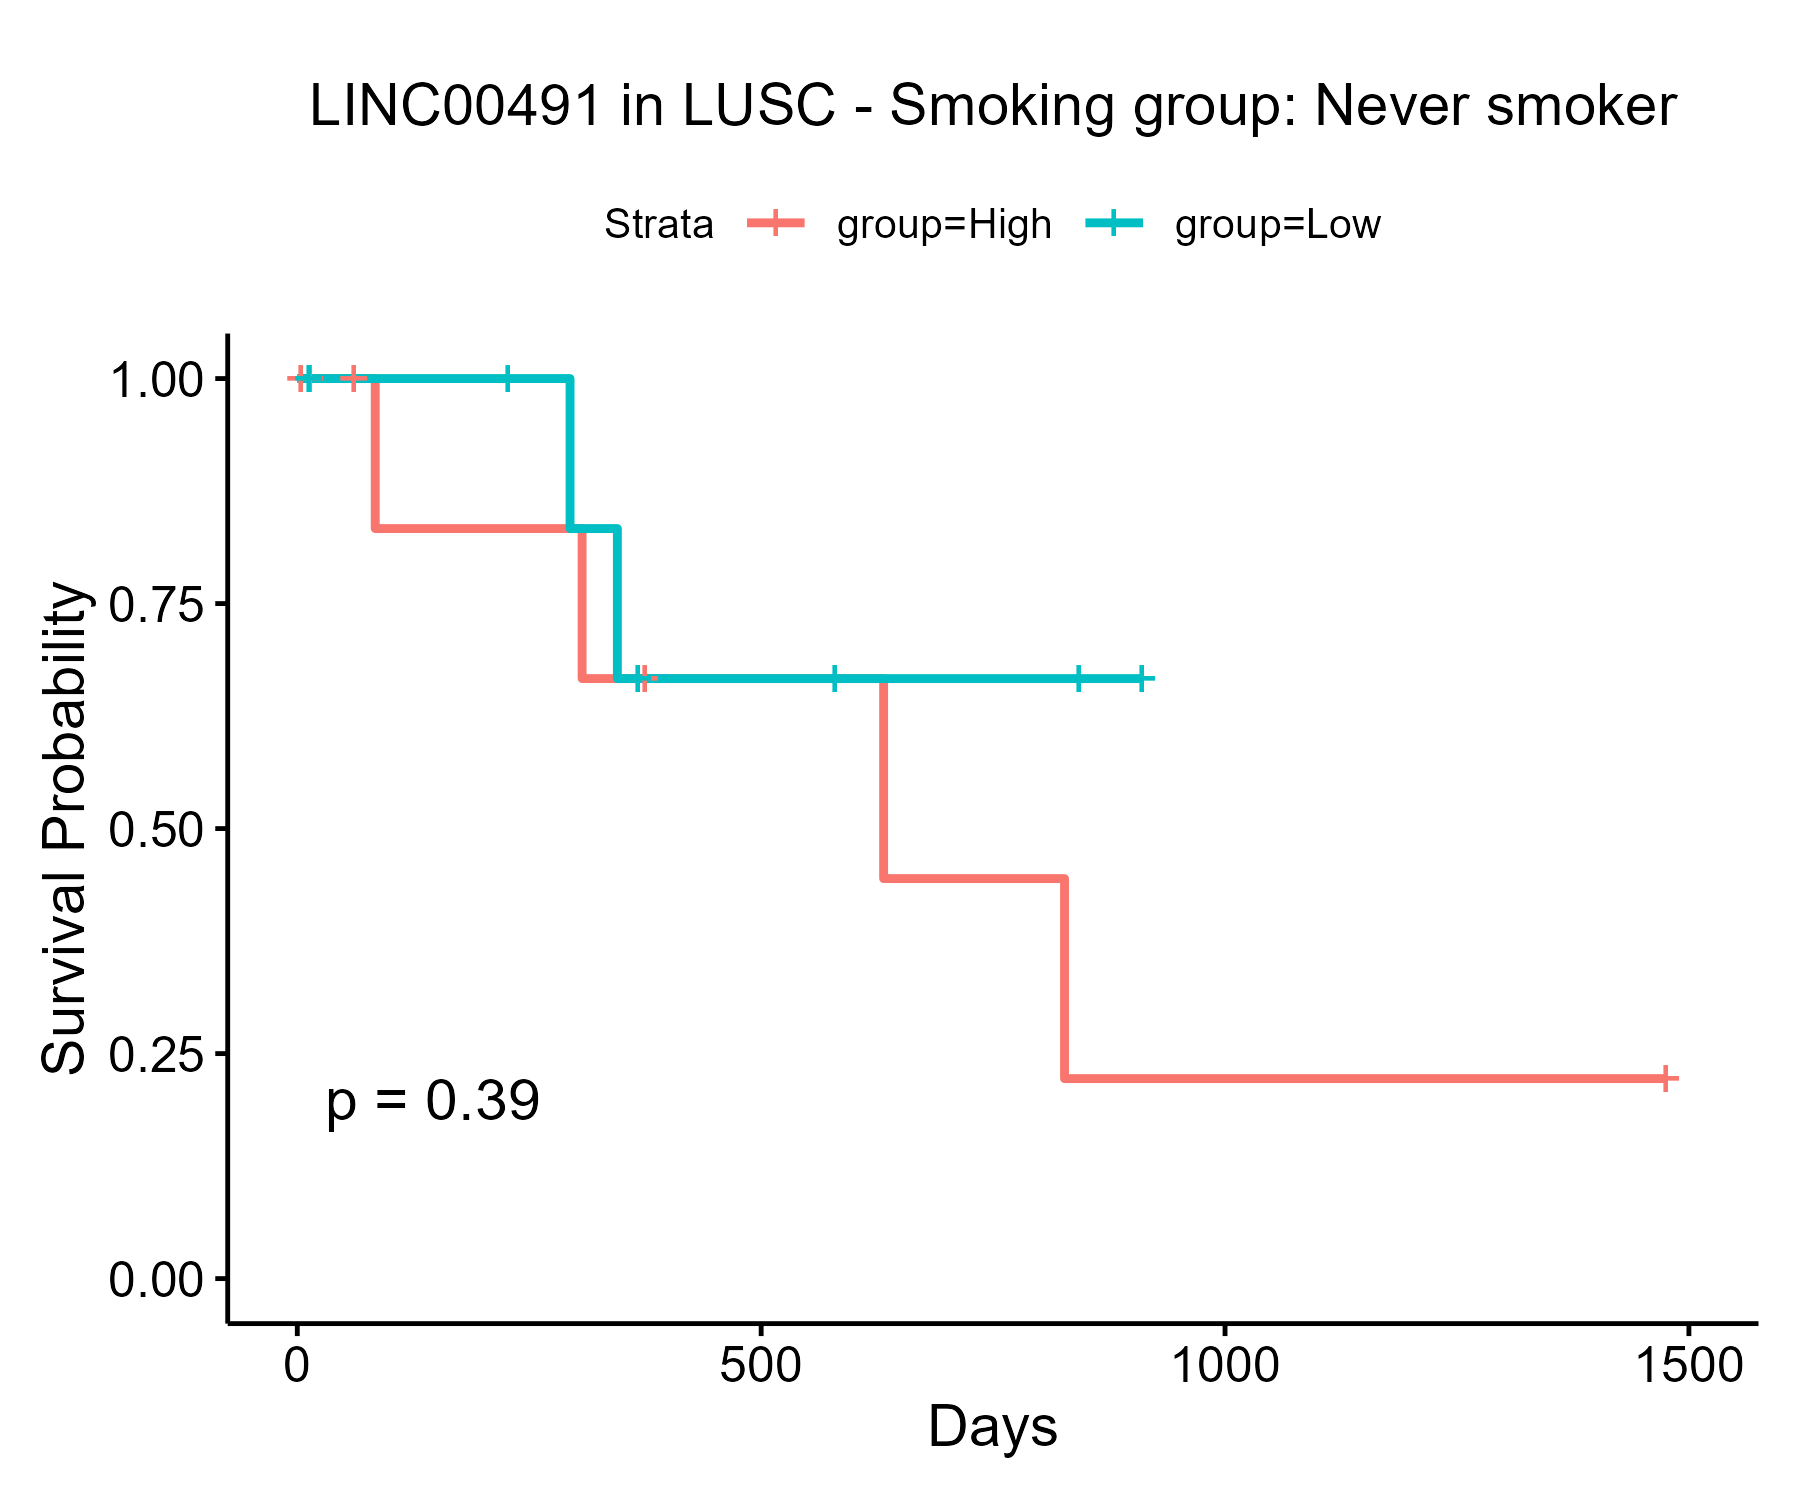 LINC00491 in LUSC - Smoking group: Never smoker
Strata group=High group=Low
Survival Probability
1.00
0.75
0.50
0.25
0.00
p = 0.39
0 500 1000 1500
Days